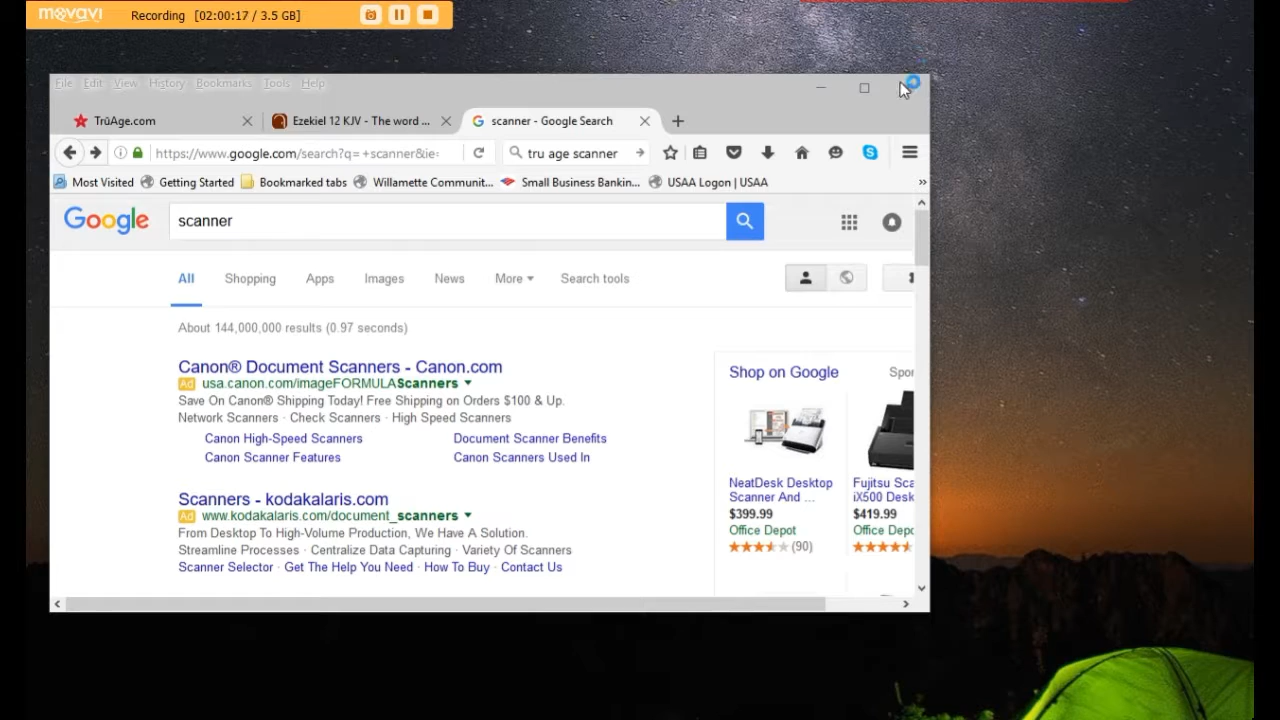 movavi Recording [02:00:17 / 3.5 GB]
File Edit View History Bookmarks Tools Help
TrūAge.com Ezekiel 12 KJV - The word ... scanner - Google Search
https://www.google.com/search?q=+scanner&ie= tru age scanner
Most Visited Getting Started Bookmarked tabs Willamette Communit... Small Business Bankin... USAA Logon | USAA »
Google scanner
All Shopping Apps Images News More Search tools
About 144,000,000 results (0.97 seconds)
Canon® Document Scanners - Canon.com
Ad usa.canon.com/imageFORMULAScanners
Save On Canon® Shipping Today! Free Shipping on Orders $100 & Up.
Network Scanners · Check Scanners · High Speed Scanners
Canon High-Speed Scanners Document Scanner Benefits
Canon Scanner Features Canon Scanners Used In
Scanners - kodakalaris.com
Ad www.kodakalaris.com/document_scanners
From Desktop To High-Volume Production, We Have A Solution.
Streamline Processes · Centralize Data Capturing · Variety Of Scanners
Scanner Selector · Get The Help You Need · How To Buy · Contact Us
Shop on Google Spor
NeatDesk Desktop
Scanner And ...
$399.99
Office Depot
(90)
Fujitsu Sca
iX500 Desk
$419.99
Office Dep